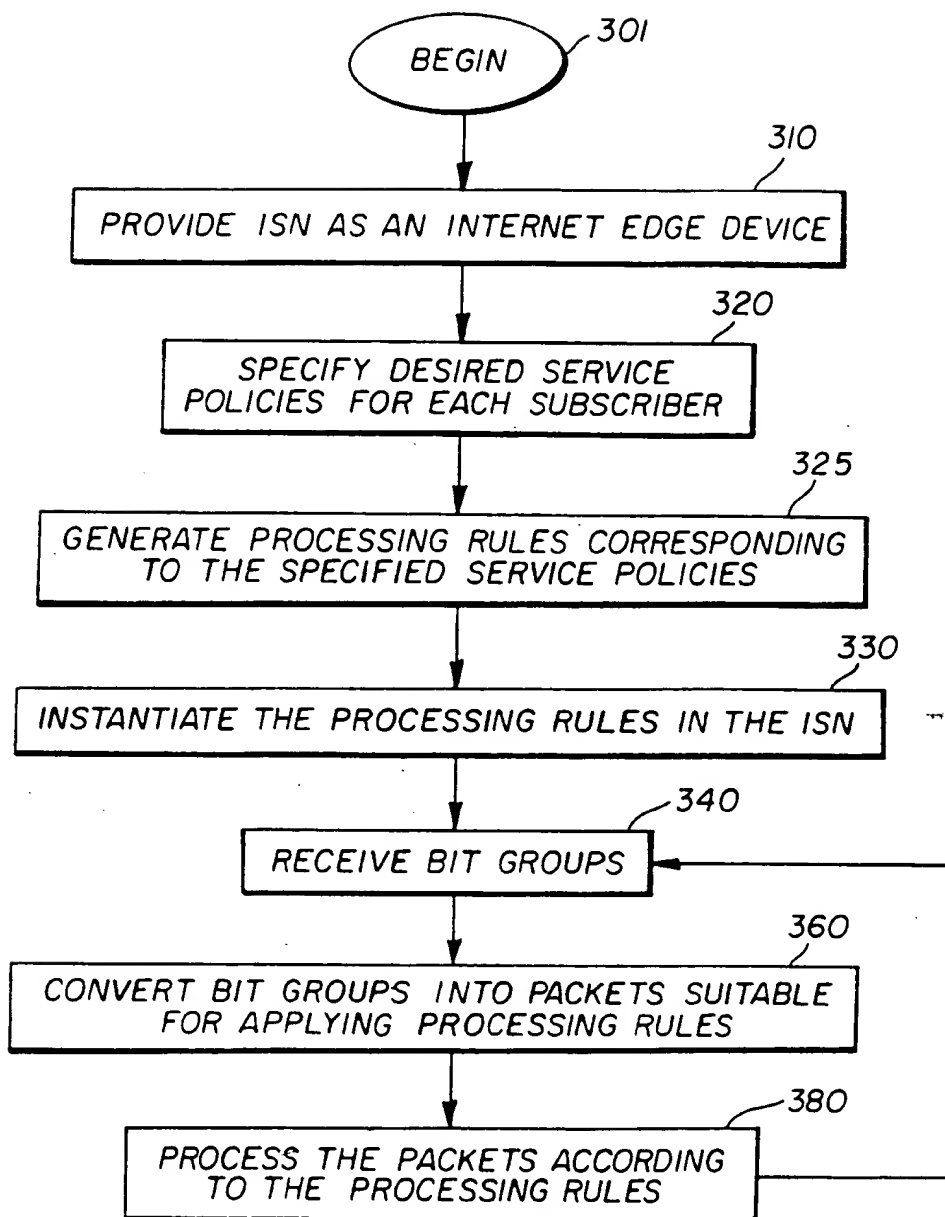 BEGIN
301
310
PROVIDE ISN AS AN INTERNET EDGE DEVICE
320
SPECIFY DESIRED SERVICE
POLICIES FOR EACH SUBSCRIBER
325
GENERATE PROCESSING RULES CORRESPONDING
TO THE SPECIFIED SERVICE POLICIES
330
INSTANTIATE THE PROCESSING RULES IN THE ISN
340
RECEIVE BIT GROUPS
360
CONVERT BIT GROUPS INTO PACKETS SUITABLE
FOR APPLYING PROCESSING RULES
380
PROCESS THE PACKETS ACCORDING
TO THE PROCESSING RULES